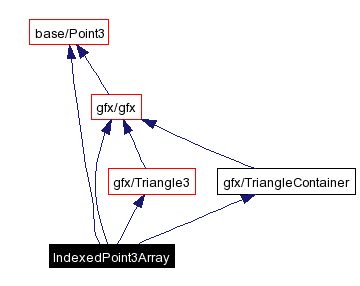 base/Point3
gfx/gfx
gfx/Triangle3
gfx/TriangleContainer
IndexedPoint3Array